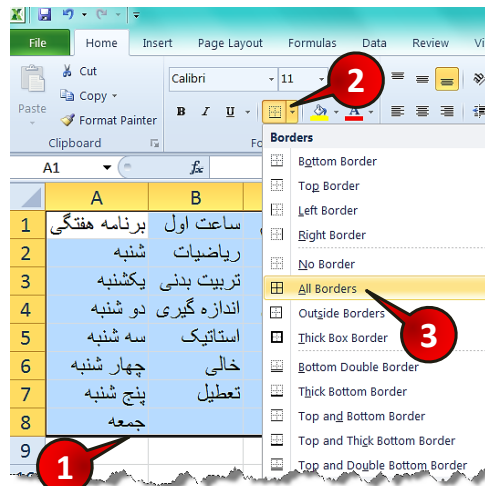 File Home Insert Page Layout Formulas Data Review Vi
Cut
Copy
Format Painter
Paste
Clipboard
Calibri 11
B I U A
2
Borders
Bottom Border
Top Border
Left Border
Right Border
No Border
All Borders
Outside Borders
Thick Box Border
Bottom Double Border
Thick Bottom Border
Top and Bottom Border
Top and Thick Bottom Border
Top and Double Bottom Border
3
A1 fx
A B
1 برنامه هفتگی ساعت اول
2 شنبه ریاضیات
3 یکشنبه تربیت بدنی
4 دو شنبه اندازه گیری
5 سه شنبه استاتیک
6 چهار شنبه خالی
7 پنج شنبه تعطیل
8 جمعه
9
1